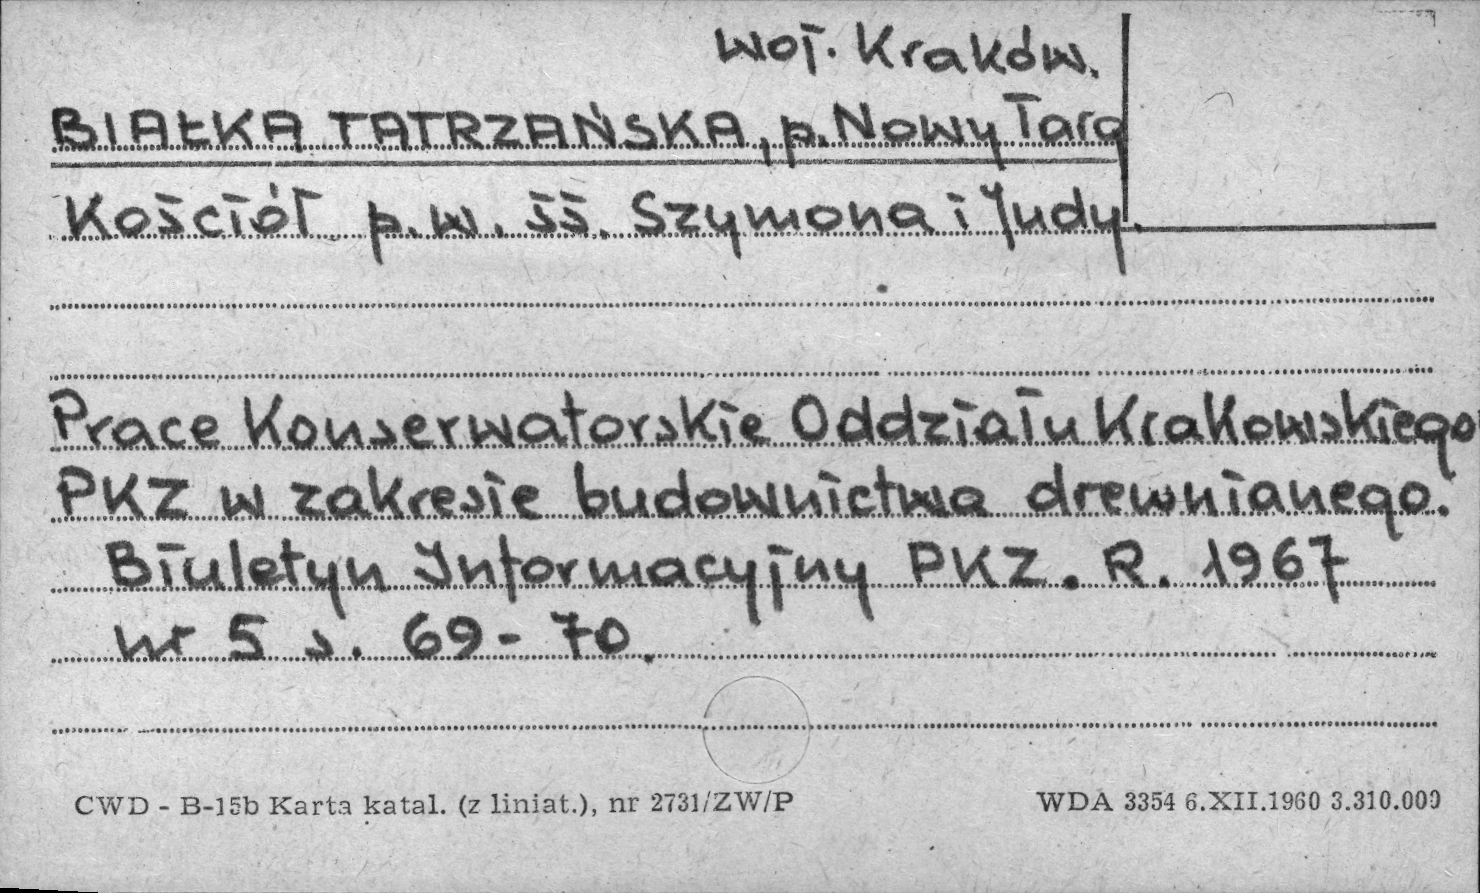 woj. Kraków.
BIAŁKA TATRZAŃSKA, p. Nowy Targ
Kościół p.w. śś. Szymona i Judy.
Prace Konserwatorskie Oddziału Krakowskiego
PKZ w zakresie budownictwa drewnianego.
Biuletyn Informacyjny PKZ. R. 1967
nr 5 s. 69-70.
CWD - B-15b Karta katal. (z liniat.), nr 2731/ZW/P WDA 3354 6.XII.1960 3.310.000